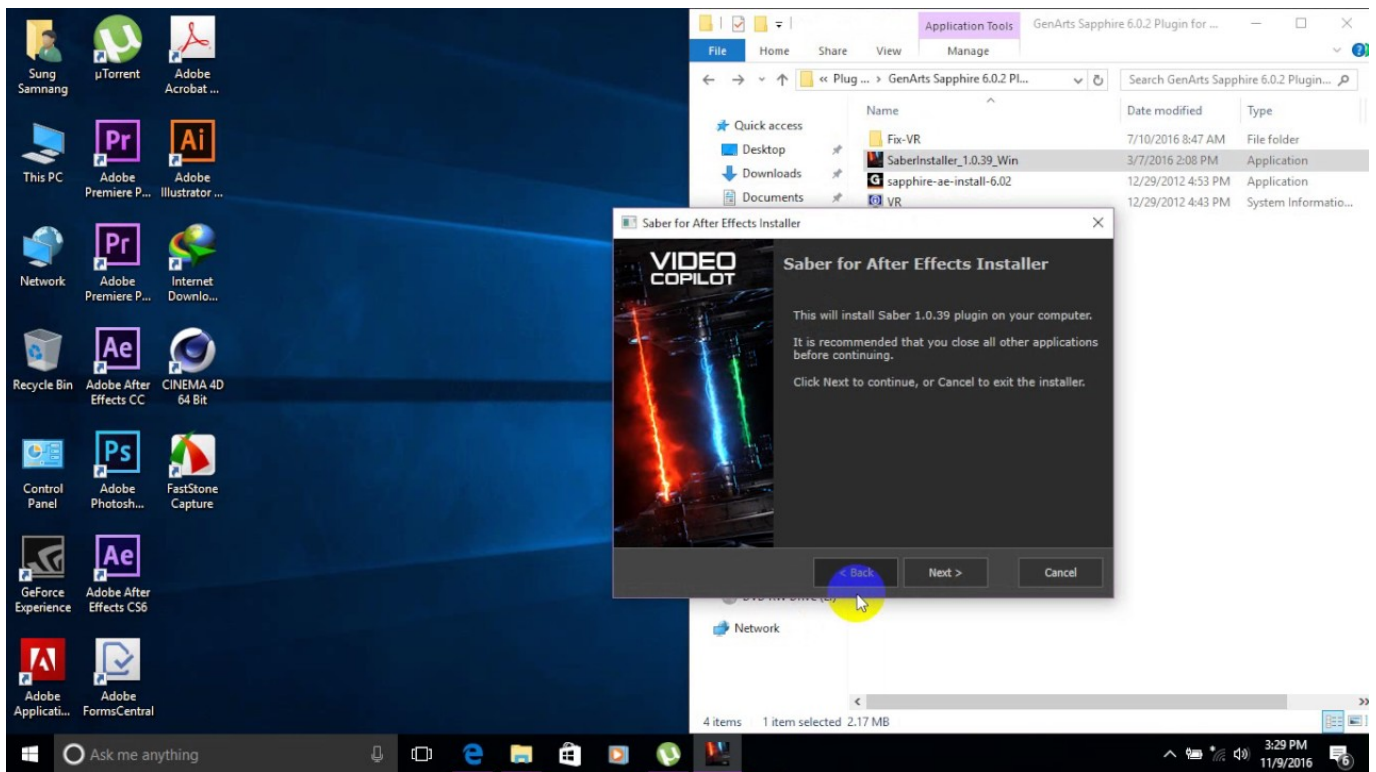 Sung
Samnang
µTorrent
Adobe
Acrobat ...
This PC
Adobe
Premiere P...
Adobe
Illustrator ...
Network
Adobe
Premiere P...
Internet
Downlo...
Recycle Bin
Adobe After
Effects CC
CINEMA 4D
64 Bit
Control
Panel
Adobe
Photosh...
FastStone
Capture
GeForce
Experience
Adobe After
Effects CS6
Adobe
Applicati...
Adobe
FormsCentral
Pr
Ai
Pr
Ae
Ps
Ae
Application Tools
GenArts Sapphire 6.0.2 Plugin for ...
File
Home
Share
View
Manage
« Plug ... › GenArts Sapphire 6.0.2 Pl...
Search GenArts Sapphire 6.0.2 Plugin...
Name
Date modified
Type
Quick access
Desktop
Downloads
Documents
Fix-VR
7/10/2016 8:47 AM
File folder
SaberInstaller_1.0.39_Win
3/7/2016 2:08 PM
Application
sapphire-ae-install-6.02
12/29/2012 4:53 PM
Application
VR
12/29/2012 4:43 PM
System Informatio...
Saber for After Effects Installer
VIDEO
COPILOT
Saber for After Effects Installer
This will install Saber 1.0.39 plugin on your computer.
It is recommended that you close all other applications
before continuing.
Click Next to continue, or Cancel to exit the installer.
< Back
Next >
Cancel
Network
4 items
1 item selected 2.17 MB
Ask me anything
3:29 PM
11/9/2016
6